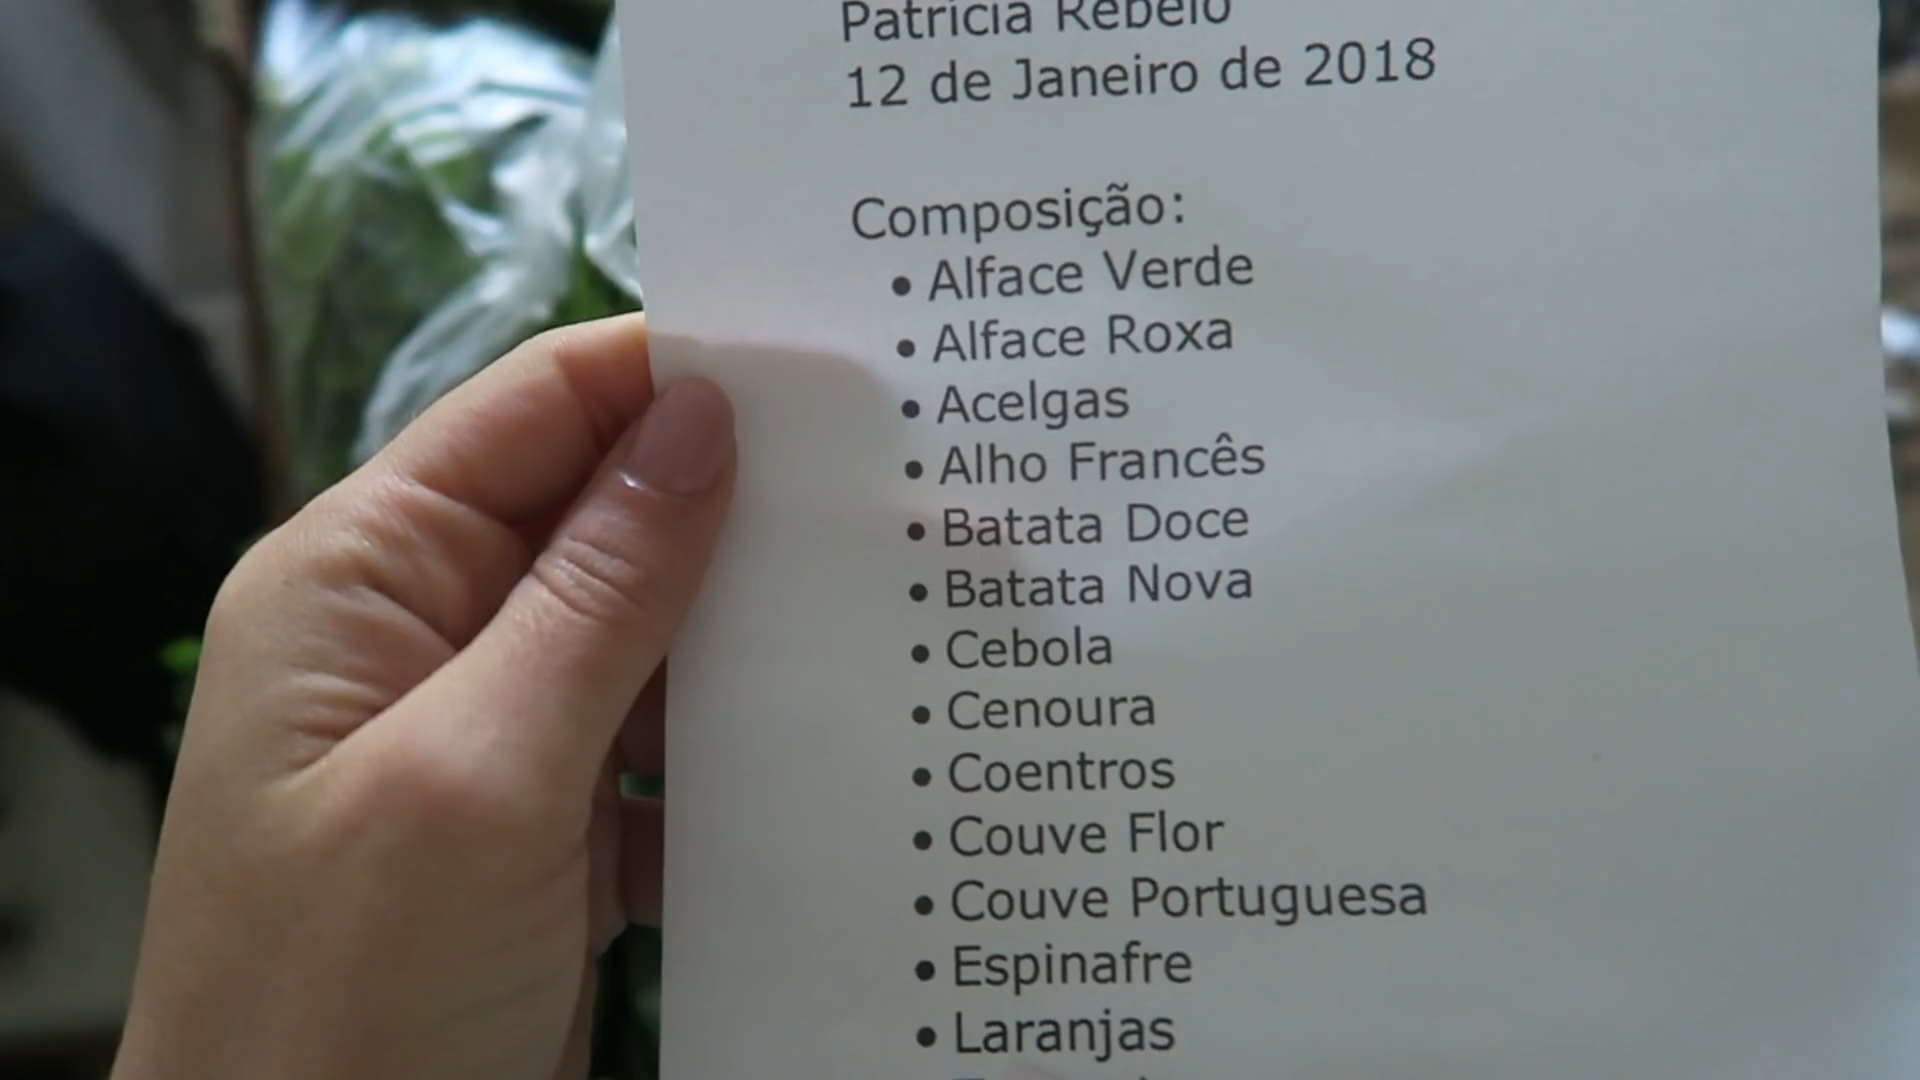 Patrícia Rebelo
12 de Janeiro de 2018
Composição:
• Alface Verde
• Alface Roxa
• Acelgas
• Alho Francês
• Batata Doce
• Batata Nova
• Cebola
• Cenoura
• Coentros
• Couve Flor
• Couve Portuguesa
• Espinafre
• Laranjas